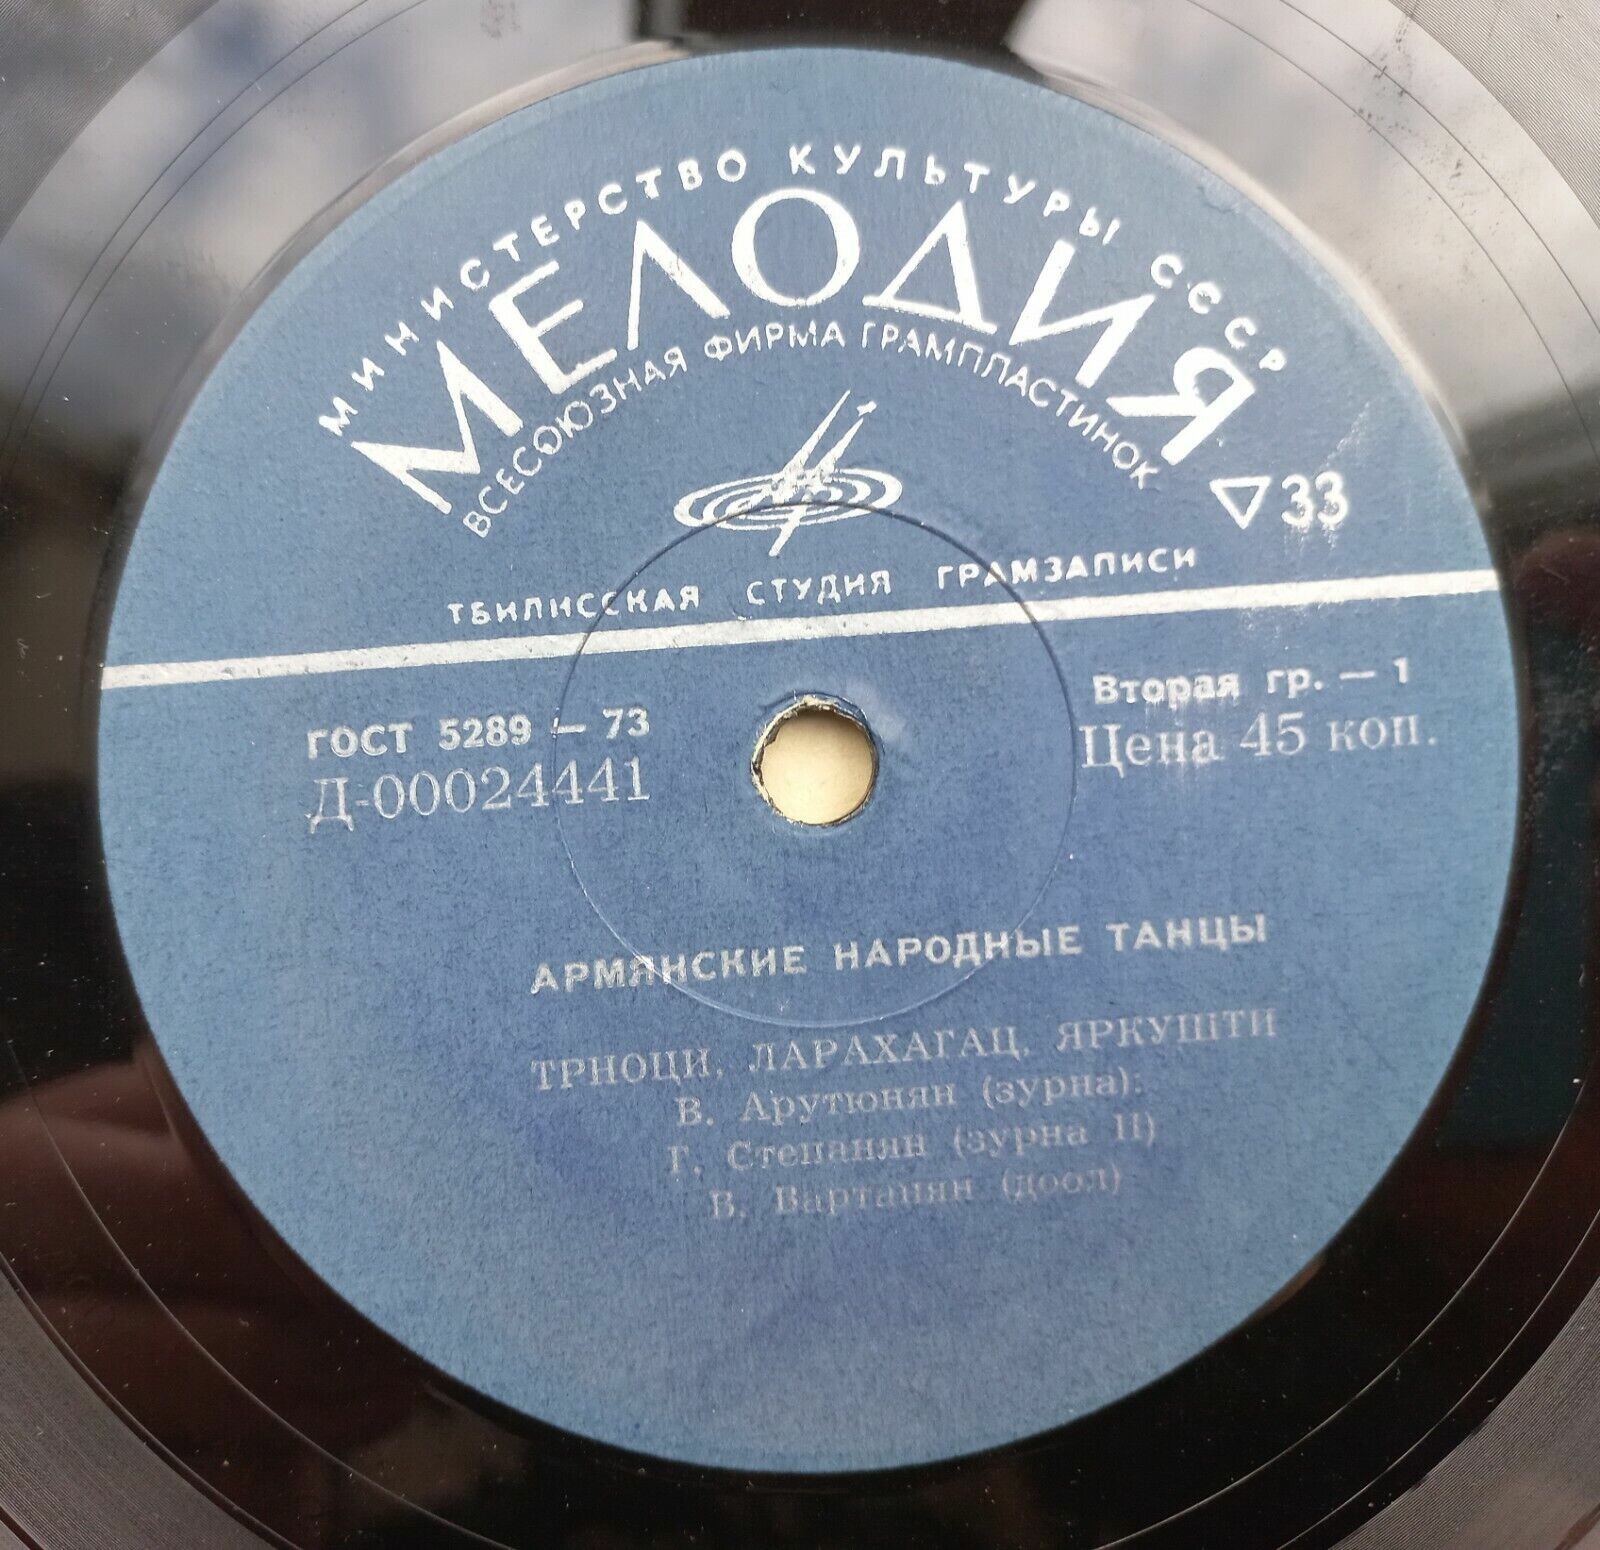 МИНИСТЕРСТВО КУЛЬТУРЫ СССР
МЕЛОДИЯ
ВСЕСОЮЗНАЯ ФИРМА ГРАМПЛАСТИНОК
▽33
ТБИЛИССКАЯ СТУДИЯ ГРАМЗАПИСИ
ГОСТ 5289 — 73
Д-00024441
Вторая гр. — 1
Цена 45 коп.
АРМЯНСКИЕ НАРОДНЫЕ ТАНЦЫ
ТРНОЦИ, ЛАРАХАГАЦ, ЯРКУШТИ
В. Арутюнян (зурна);
Г. Степанян (зурна II)
В. Вартанян (доол)